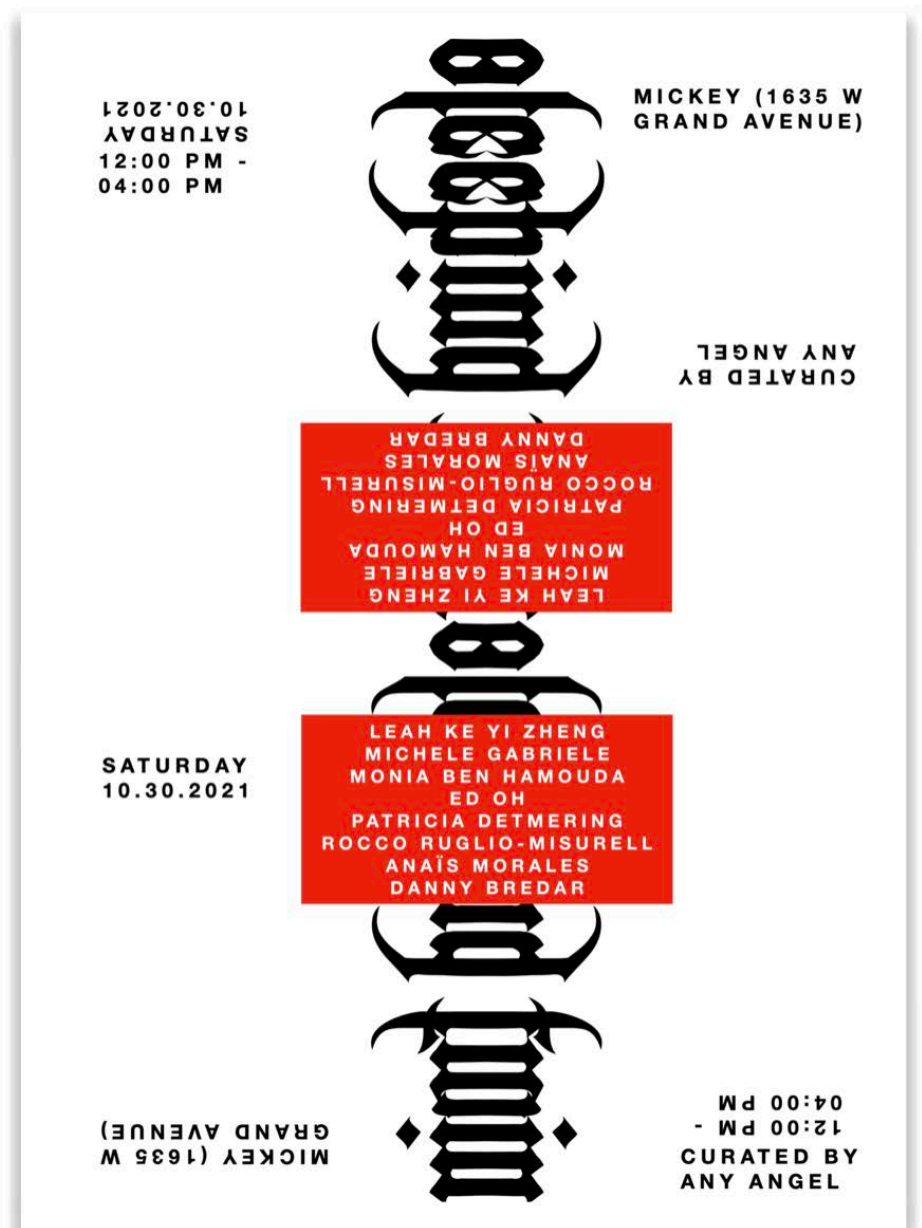 10.30.2021
SATURDAY
12:00 PM -
04:00 PM
MICKEY (1635 W
GRAND AVENUE)
CURATED BY
ANY ANGEL
LEAH KE YI ZHENG
MICHELE GABRIELE
MONIA BEN HAMOUDA
ED OH
PATRICIA DETMERING
ROCCO RUGLIO-MISURELL
ANAÏS MORALES
DANNY BREDAR
SATURDAY
10.30.2021
LEAH KE YI ZHENG
MICHELE GABRIELE
MONIA BEN HAMOUDA
ED OH
PATRICIA DETMERING
ROCCO RUGLIO-MISURELL
ANAÏS MORALES
DANNY BREDAR
MICKEY (1635 W
GRAND AVENUE)
12:00 PM -
04:00 PM
CURATED BY
ANY ANGEL